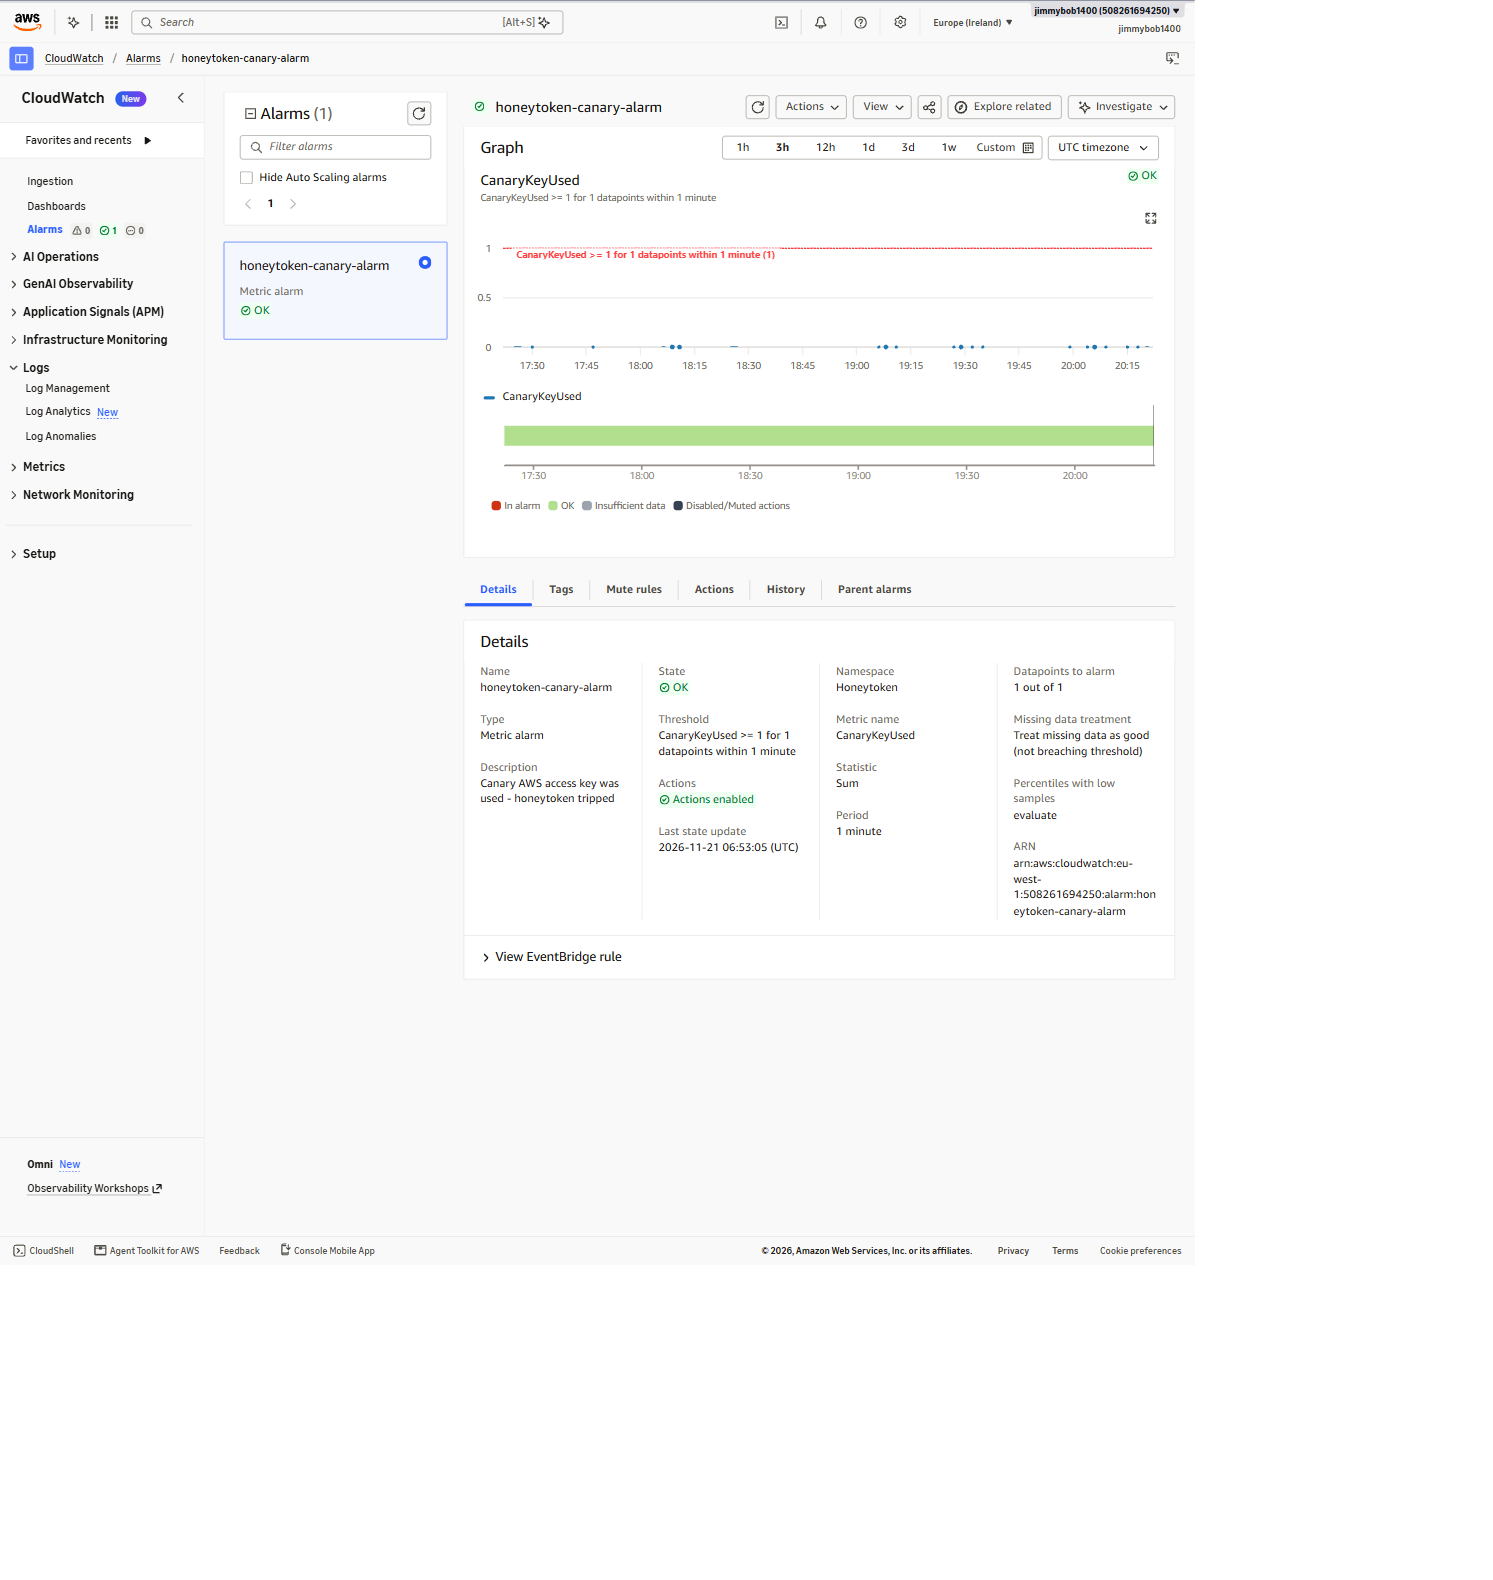 aws
Search
[Alt+S]
Europe (Ireland)
jimmybob1400 (508261694250)
jimmybob1400
CloudWatch / Alarms / honeytoken-canary-alarm
CloudWatch New
Favorites and recents
Ingestion
Dashboards
Alarms 0 1 0
AI Operations
GenAI Observability
Application Signals (APM)
Infrastructure Monitoring
Logs
Log Management
Log Analytics New
Log Anomalies
Metrics
Network Monitoring
Setup
Omni New
Observability Workshops
Alarms (1)
Filter alarms
Hide Auto Scaling alarms
1
honeytoken-canary-alarm
Metric alarm
OK
honeytoken-canary-alarm
Actions
View
Explore related
Investigate
Graph
1h 3h 12h 1d 3d 1w Custom
UTC timezone
CanaryKeyUsed
OK
CanaryKeyUsed >= 1 for 1 datapoints within 1 minute
1
CanaryKeyUsed >= 1 for 1 datapoints within 1 minute (1)
0.5
0
17:30 17:45 18:00 18:15 18:30 18:45 19:00 19:15 19:30 19:45 20:00 20:15
CanaryKeyUsed
17:30 18:00 18:30 19:00 19:30 20:00
In alarm OK Insufficient data Disabled/Muted actions
Details Tags Mute rules Actions History Parent alarms
Details
Name
honeytoken-canary-alarm
Type
Metric alarm
Description
Canary AWS access key was
used - honeytoken tripped
State
OK
Threshold
CanaryKeyUsed >= 1 for 1
datapoints within 1 minute
Actions
Actions enabled
Last state update
2026-11-21 06:53:05 (UTC)
Namespace
Honeytoken
Metric name
CanaryKeyUsed
Statistic
Sum
Period
1 minute
Datapoints to alarm
1 out of 1
Missing data treatment
Treat missing data as good
(not breaching threshold)
Percentiles with low
samples
evaluate
ARN
arn:aws:cloudwatch:eu-
west-
1:508261694250:alarm:hon
eytoken-canary-alarm
View EventBridge rule
CloudShell
Agent Toolkit for AWS
Feedback
Console Mobile App
© 2026, Amazon Web Services, Inc. or its affiliates.
Privacy
Terms
Cookie preferences